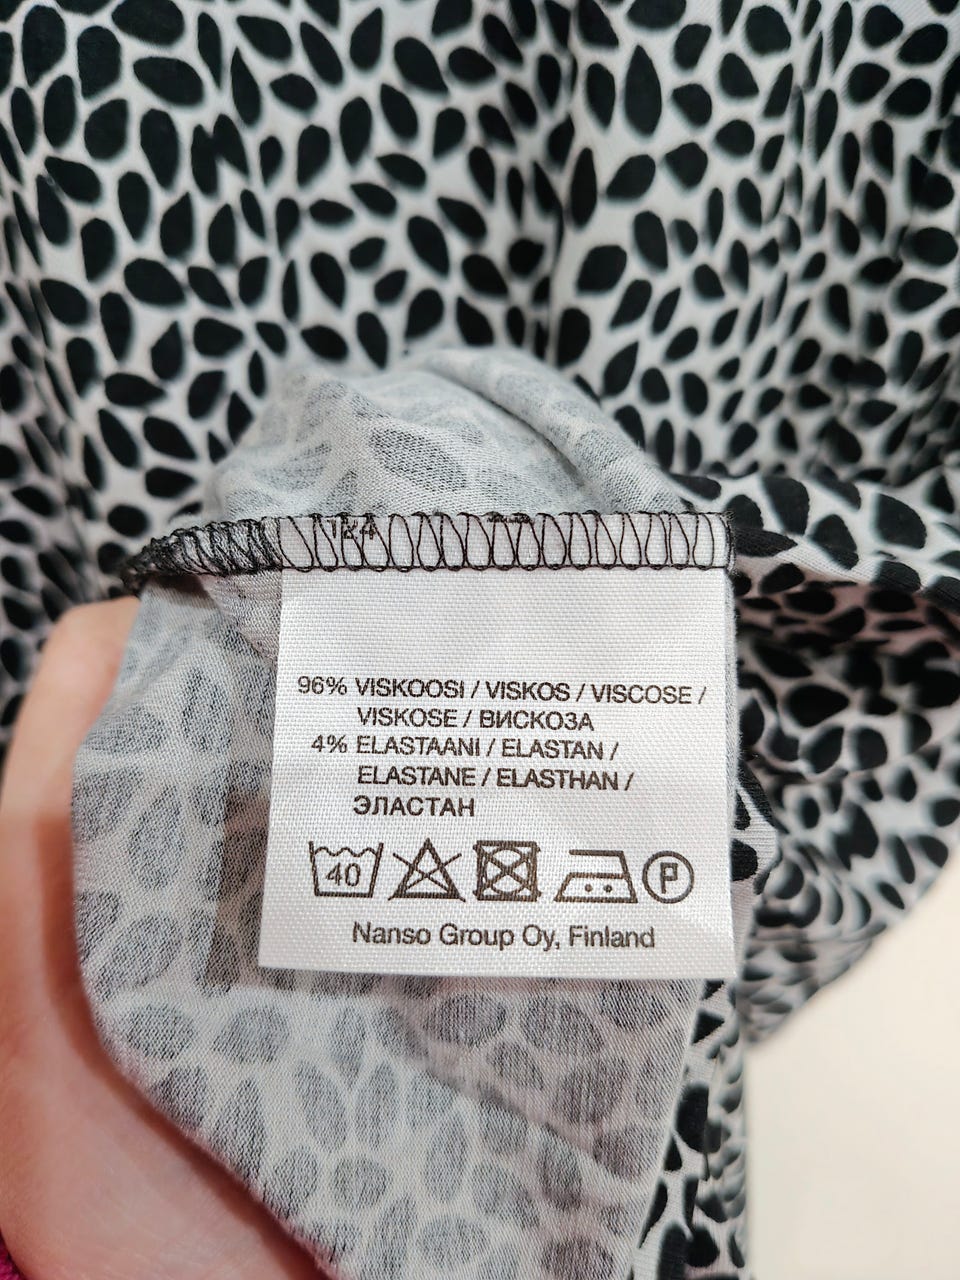 96% VISKOOSI / VISKOS / VISCOSE /
VISKOSE / ВИСКОЗА
4% ELASTAANI / ELASTAN /
ELASTANE / ELASTHAN /
ЭЛАСТАН
40 P
Nanso Group Oy, Finland